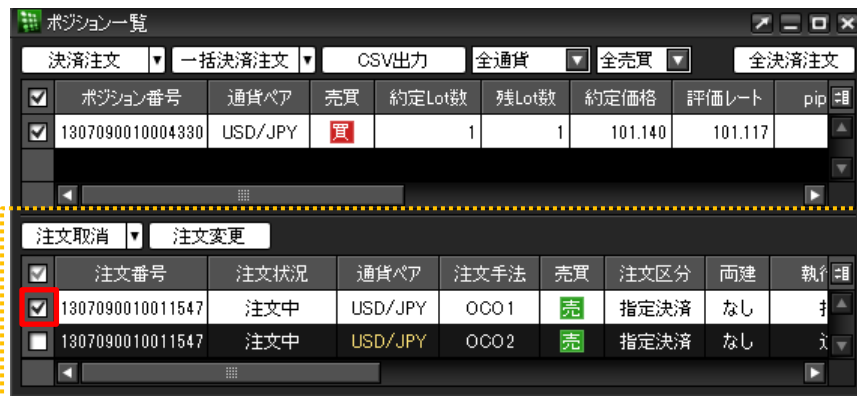 ポジション一覧
決済注文 一括決済注文 CSV出力 全通貨 全売買 全決済注文
ポジション番号 通貨ペア 売買 約定Lot数 残Lot数 約定価格 評価レート pip
1307090010004330 USD/JPY 買 1 1 101.140 101.117
注文取消 注文変更
注文番号 注文状況 通貨ペア 注文手法 売買 注文区分 両建 執行
1307090010011547 注文中 USD/JPY OCO1 売 指定決済 なし
1307090010011547 注文中 USD/JPY OCO2 売 指定決済 なし